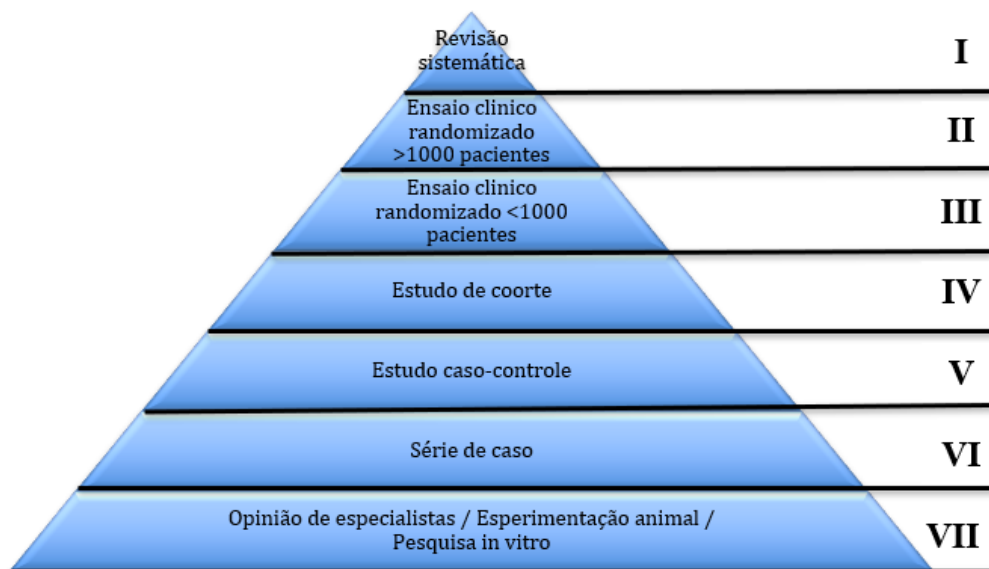 Revisão
sistemática
I
Ensaio clinico
randomizado
>1000 pacientes
II
Ensaio clinico
randomizado <1000
pacientes
III
Estudo de coorte
IV
Estudo caso-controle
V
Série de caso
VI
Opinião de especialistas / Esperimentação animal /
Pesquisa in vitro
VII